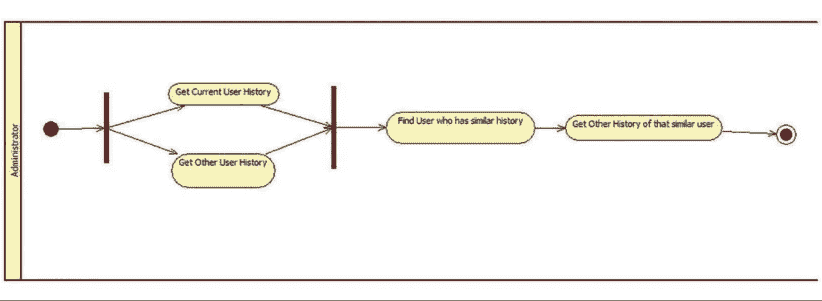 Administrator
Get Current User History
Get Other User History
Find User who has similar history
Get Other History of that similar user